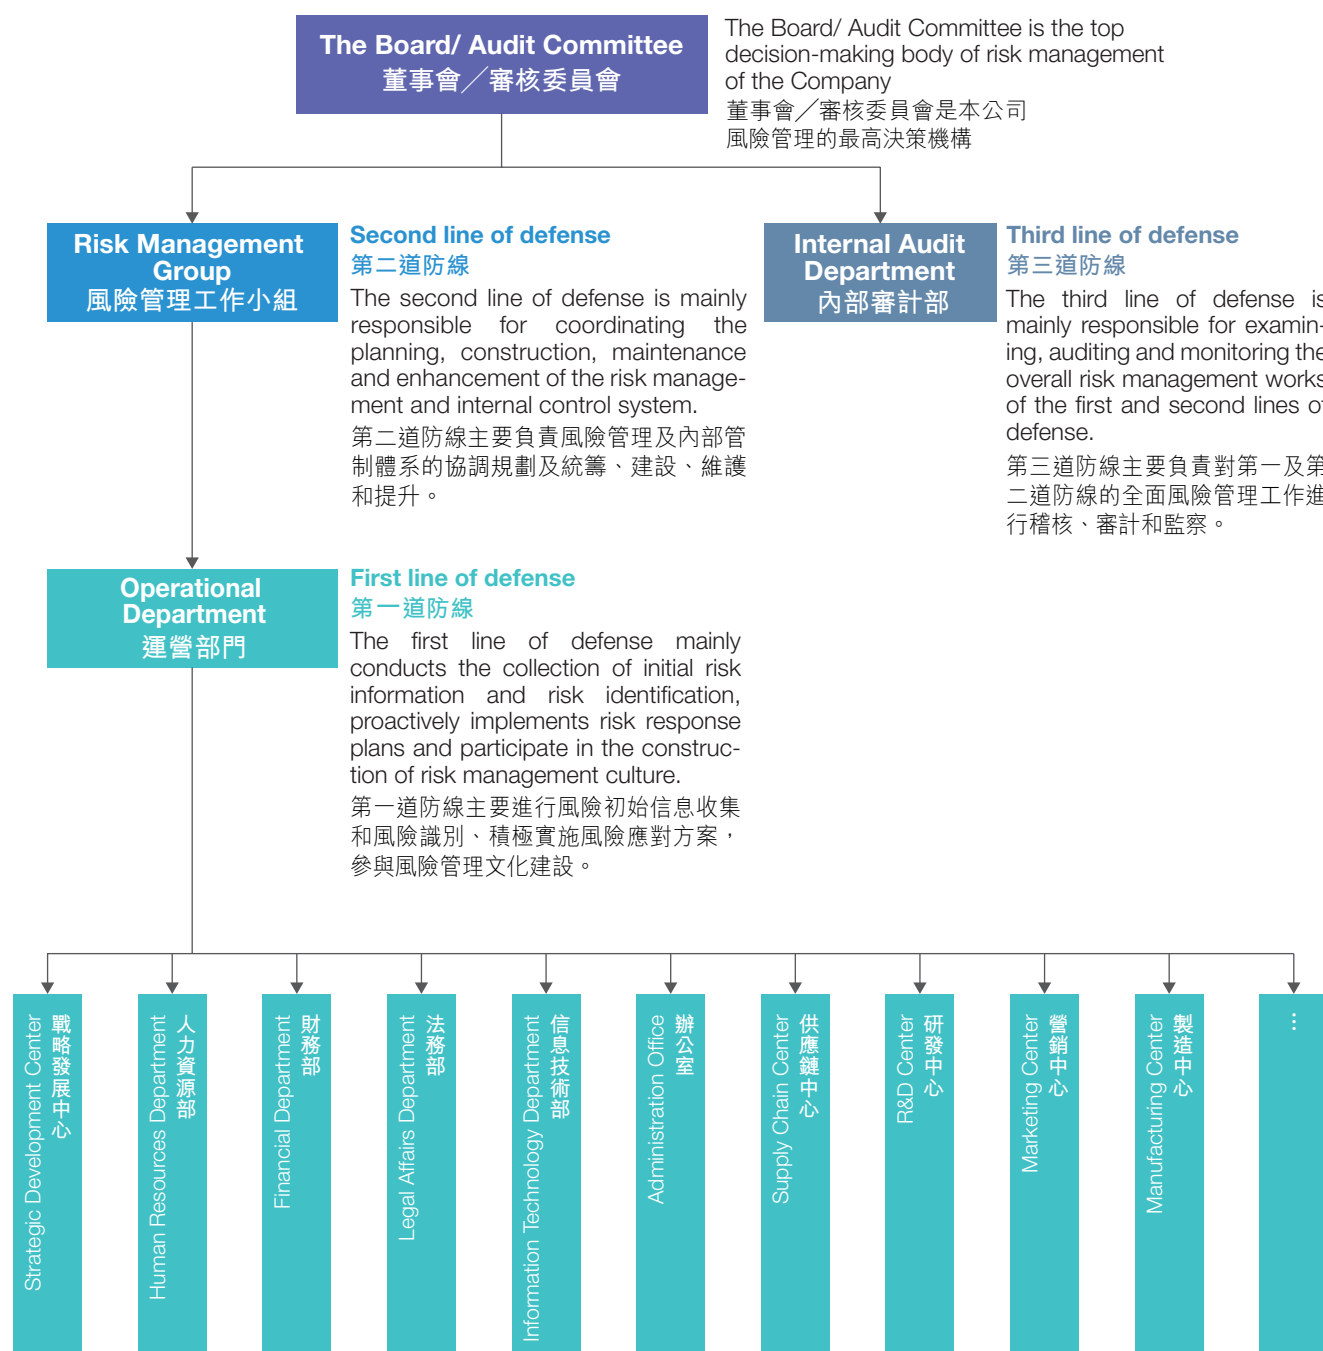 The Board/ Audit Committee
董事會╱審核委員會
The Board/ Audit Committee is the top
decision-making body of risk management
of the Company
董事會╱審核委員會是本公司
風險管理的最高決策機構
Risk Management
Group
風險管理工作小組
Second line of defense
第二道防線
The second line of defense is mainly
responsible for coordinating the
planning, construction, maintenance
and enhancement of the risk manage-
ment and internal control system.
第二道防線主要負責風險管理及內部管
制體系的協調規劃及統籌、建設、維護
和提升。
Internal Audit
Department
內部審計部
Third line of defense
第三道防線
The third line of defense is
mainly responsible for examin-
ing, auditing and monitoring the
overall risk management works
of the first and second lines of
defense.
第三道防線主要負責對第一及第
二道防線的全面風險管理工作進
行稽核、審計和監察。
Operational
Department
運營部門
First line of defense
第一道防線
The first line of defense mainly
conducts the collection of initial risk
information and risk identification,
proactively implements risk response
plans and participate in the construc-
tion of risk management culture.
第一道防線主要進行風險初始信息收集
和風險識別、積極實施風險應對方案，
參與風險管理文化建設。
戰略發展中心
Strategic Development Center
人力資源部
Human Resources Department
財務部
Financial Department
法務部
Legal Affairs Department
信息技術部
Information Technology Department
辦公室
Administration Office
供應鏈中心
Supply Chain Center
研發中心
R&D Center
營銷中心
Marketing Center
製造中心
Manufacturing Center
…